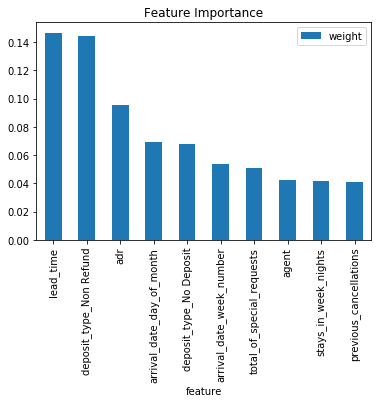 Feature Importance
weight
0.14
0.12
0.10
0.08
0.06
0.04
0.02
0.00
lead_time
deposit_type_Non Refund
adr
arrival_date_day_of_month
deposit_type_No Deposit
arrival_date_week_number
total_of_special_requests
agent
stays_in_week_nights
previous_cancellations
feature